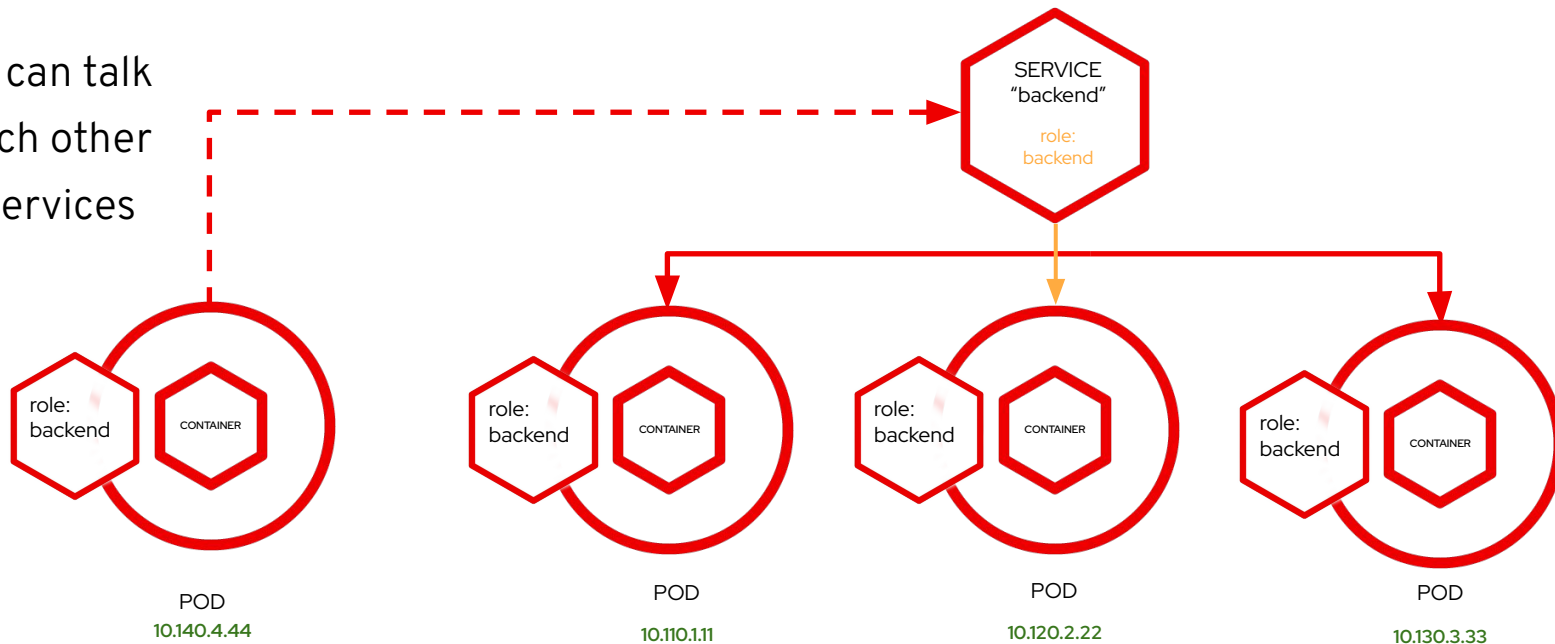 can talk
ch other
ervices
SERVICE
“backend”
role:
backend
role:
backend
CONTAINER
role:
backend
CONTAINER
role:
backend
CONTAINER
role:
backend
CONTAINER
POD
10.140.4.44
POD
10.110.1.11
POD
10.120.2.22
POD
10.130.3.33